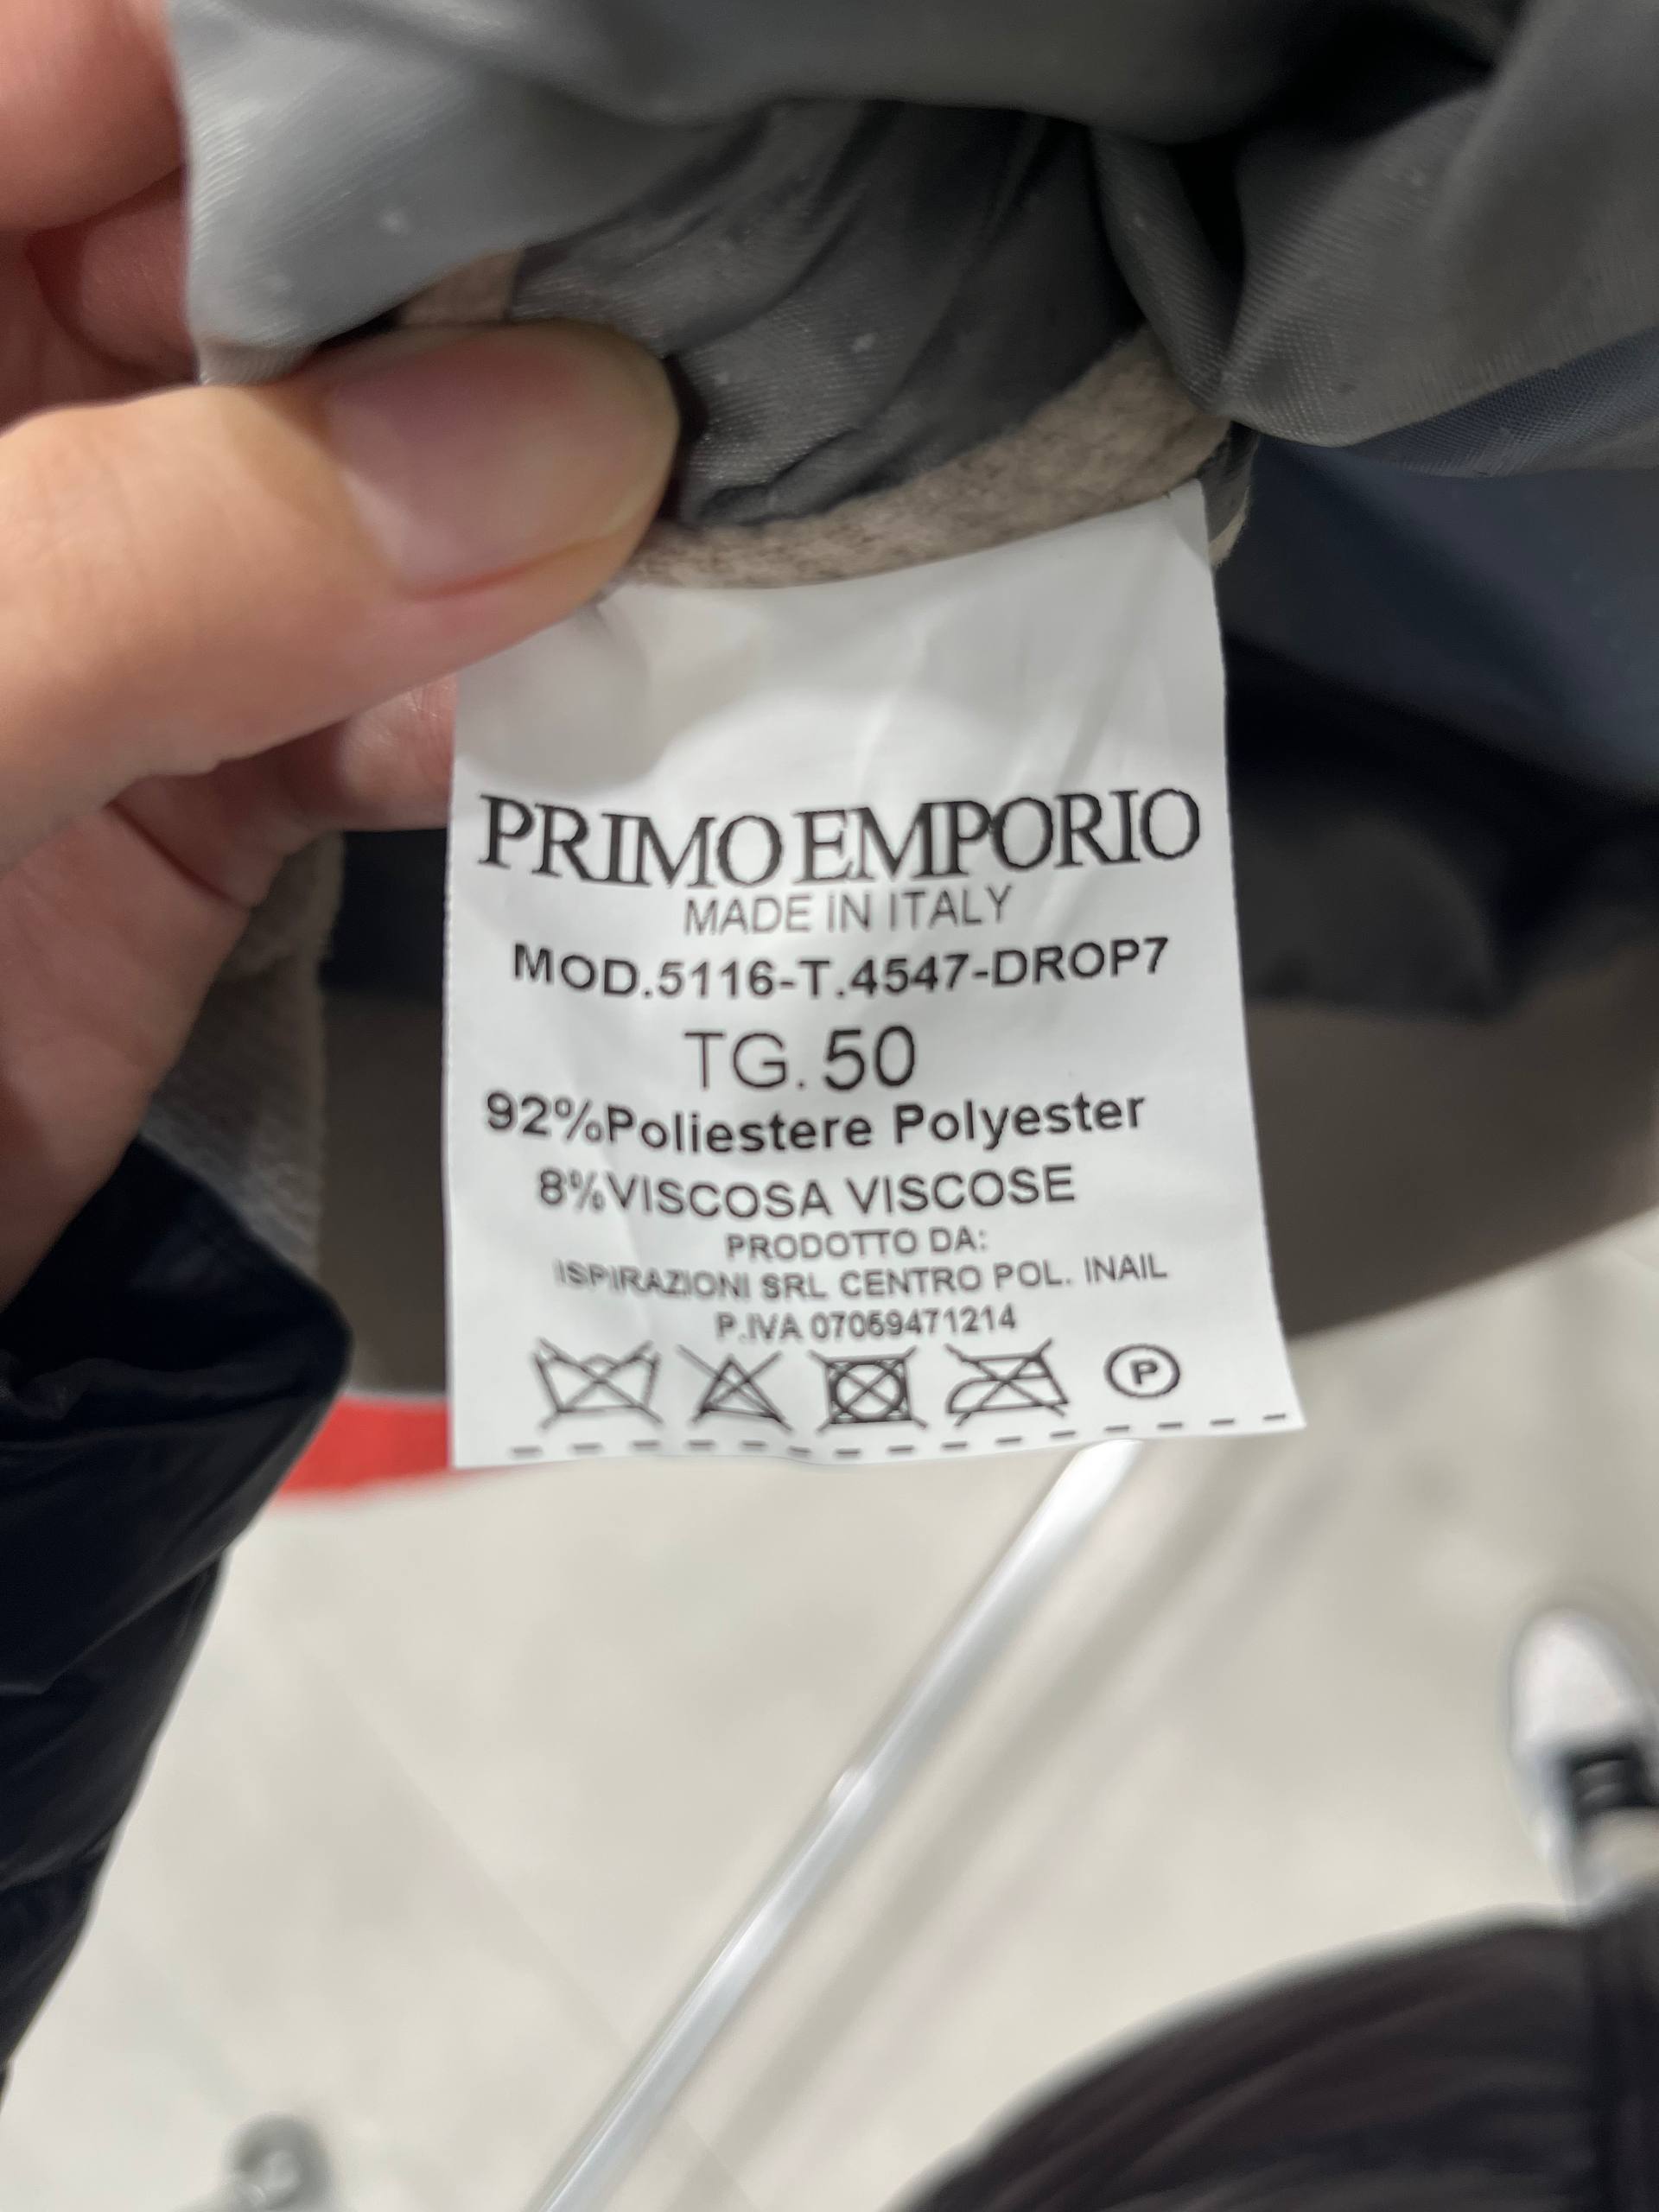 PRIMO EMPORIO
MADE IN ITALY
MOD.5116-T.4547-DROP7
TG. 50
92%Poliestere Polyester
8%VISCOSA VISCOSE
PRODOTTO DA:
ISPIRAZIONI SRL CENTRO POL. INAIL
P.IVA 07059471214
P